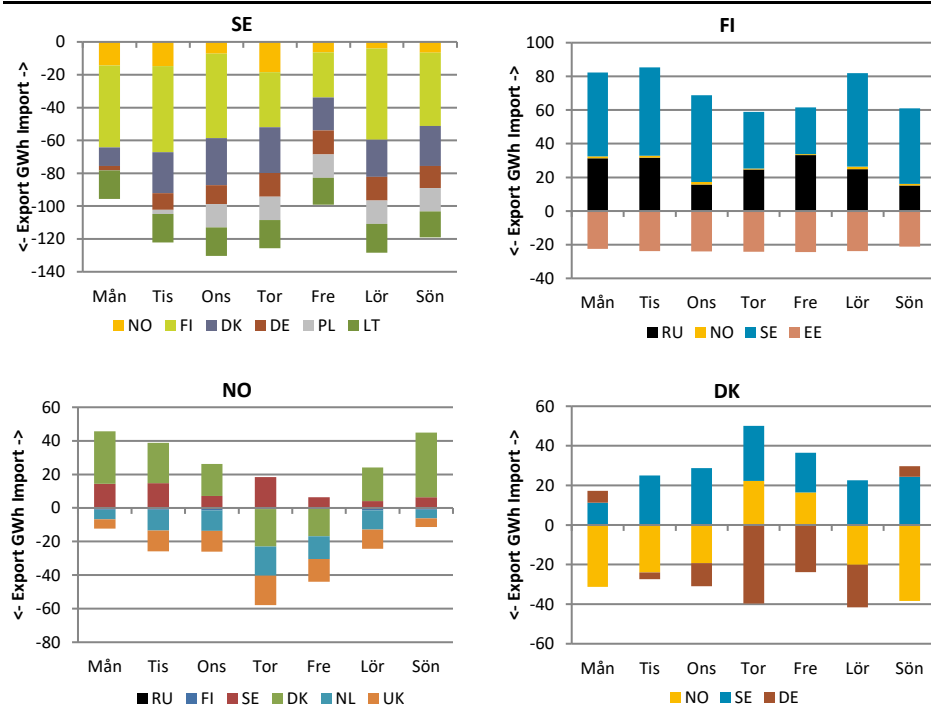 SE
<- Export GWh Import ->
0
-20
-40
-60
-80
-100
-120
-140
Mån Tis Ons Tor Fre Lör Sön
NO FI DK DE PL LT
FI
<- Export GWh Import ->
100
80
60
40
20
0
-20
-40
Mån Tis Ons Tor Fre Lör Sön
RU NO SE EE
NO
<- Export GWh Import ->
60
40
20
0
-20
-40
-60
-80
Mån Tis Ons Tor Fre Lör Sön
RU FI SE DK NL UK
DK
<- Export GWh Import ->
60
40
20
0
-20
-40
-60
Mån Tis Ons Tor Fre Lör Sön
NO SE DE